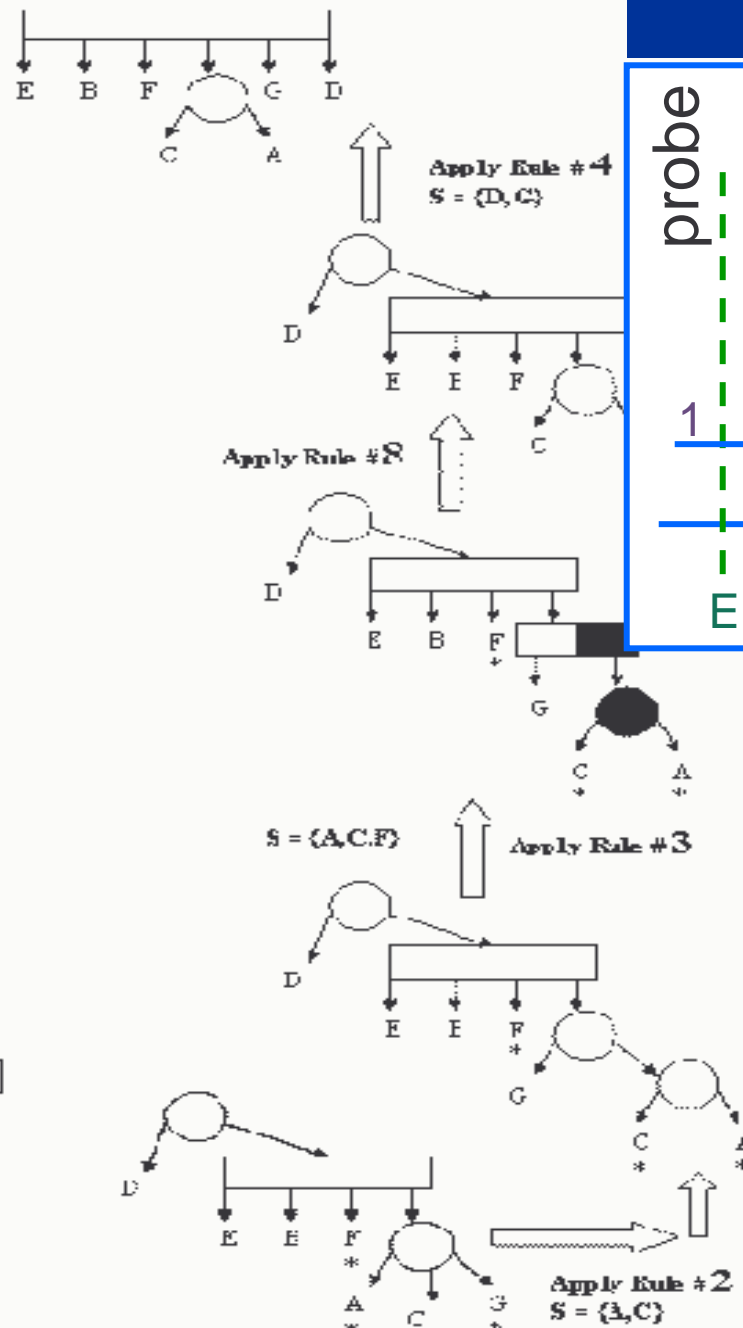 E B F G D
C A
Apply Rule #4
S = {D, G}
D
E B F
C
Apply Rule #8
D
E B F
*
G
C A
* *
S = {A,C,F}
Apply Rule #3
D
E B F
*
G
C
* *
D
E B F
*
A C G
* *
Apply Rule #2
S = {A,C}
probe
1
E